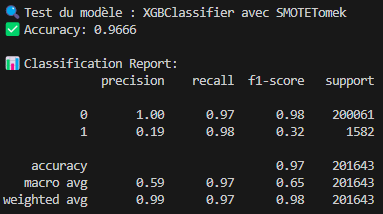 🔍 Test du modèle : XGBClassifier avec SMOTETomek
✅ Accuracy: 0.9666
📊 Classification Report:
precision recall f1-score support
0 1.00 0.97 0.98 200061
1 0.19 0.98 0.32 1582
accuracy 0.97 201643
macro avg 0.59 0.97 0.65 201643
weighted avg 0.99 0.97 0.98 201643